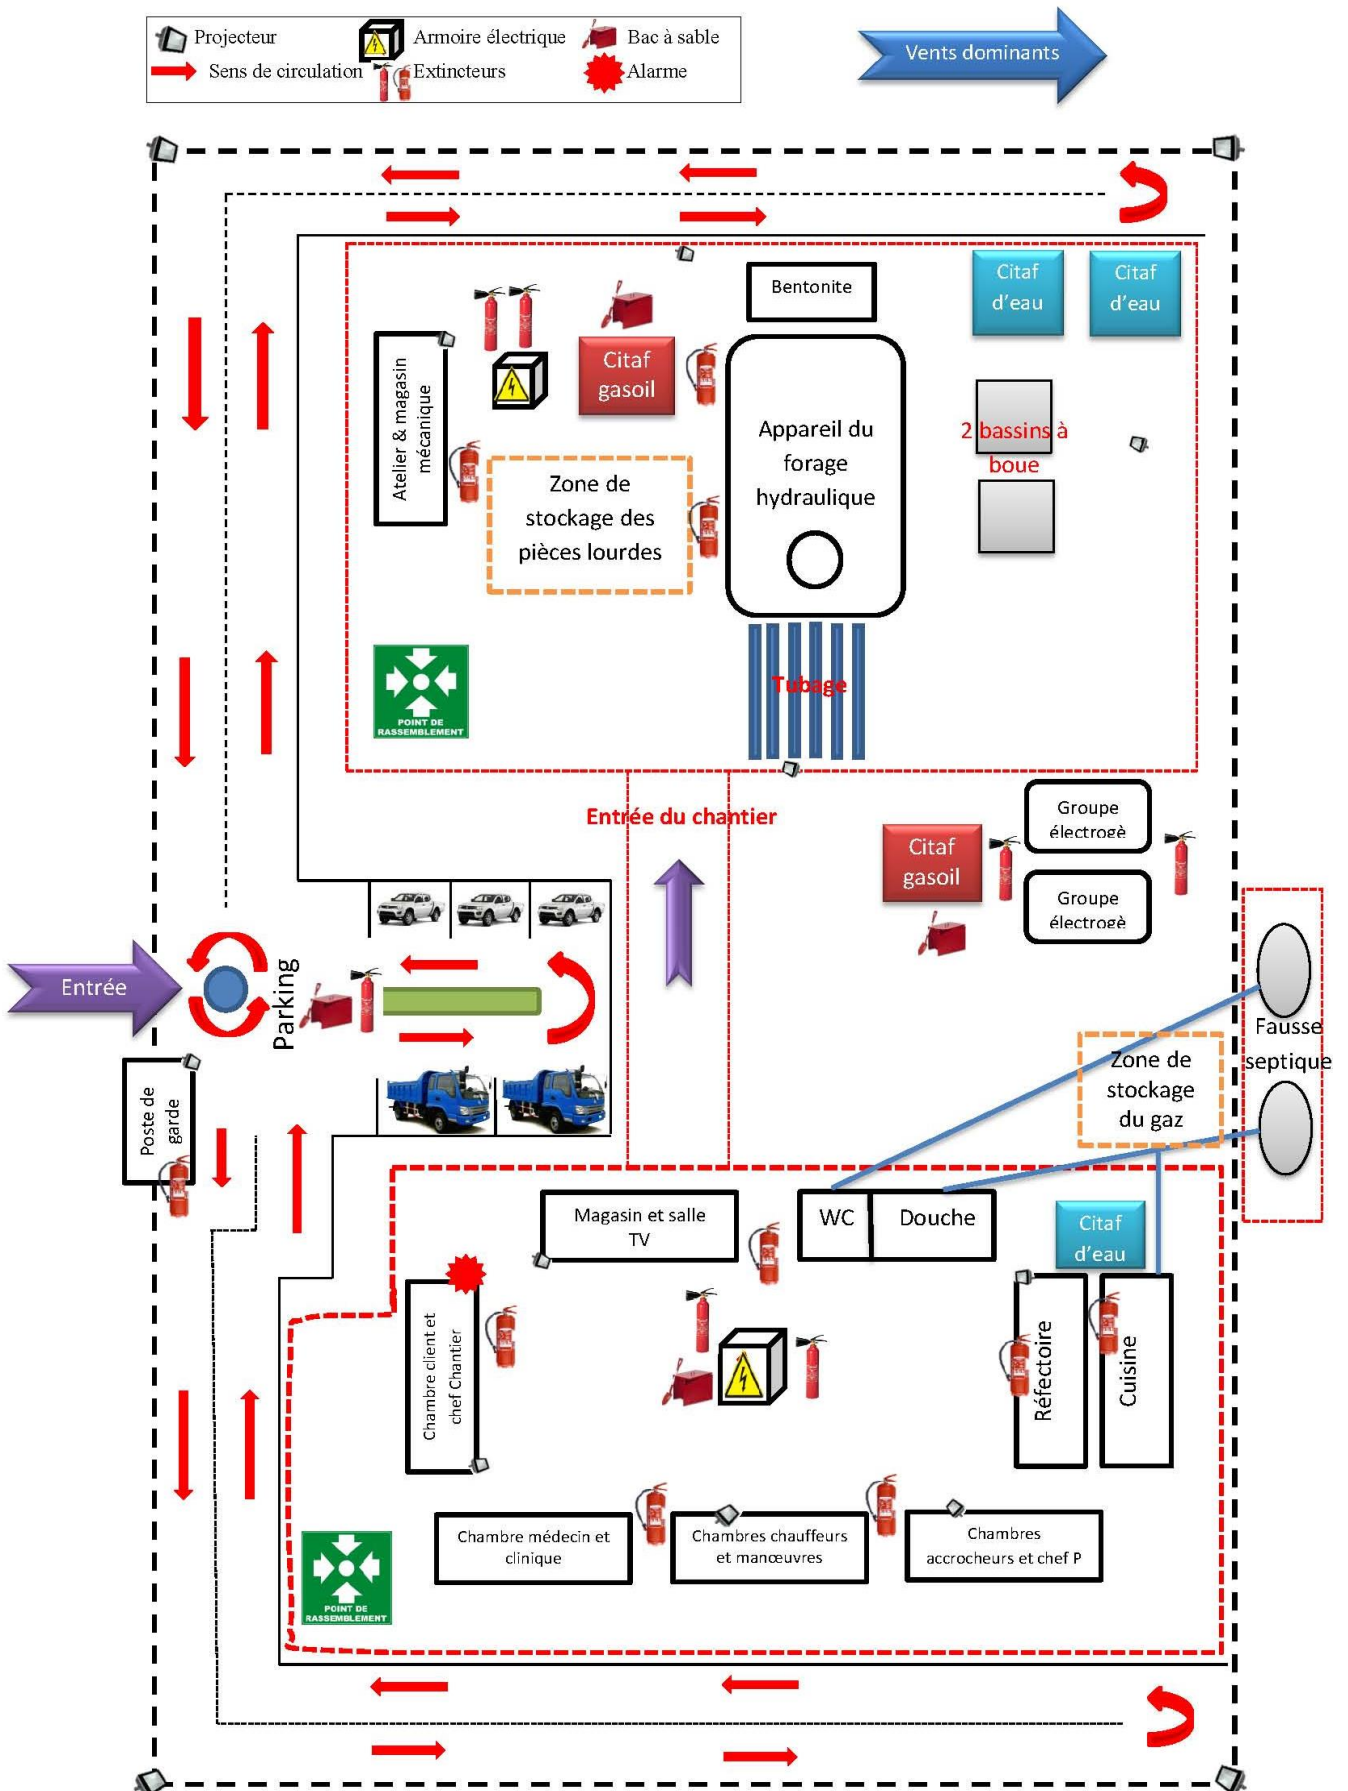 Projecteur
Armoire électrique
Bac à sable
Sens de circulation
Extincteurs
Alarme
Vents dominants
Bentonite
Citaf
d'eau
Citaf
d'eau
Atelier & magasin
mécanique
Citaf
gasoil
Appareil du
forage
hydraulique
2 bassins à
boue
Zone de
stockage des
pièces lourdes
POINT DE
RASSEMBLEMENT
Tubage
Entrée du chantier
Groupe
électrogè
Citaf
gasoil
Groupe
électrogè
Entrée
Parking
Fausse
septique
Zone de
stockage
du gaz
Poste de
garde
Magasin et salle
TV
WC
Douche
Citaf
d'eau
Chambre client et
chef Chantier
Réfectoire
Cuisine
Chambre médecin et
clinique
Chambres chauffeurs
et manœuvres
Chambres
accrocheurs et chef P
POINT DE
RASSEMBLEMENT